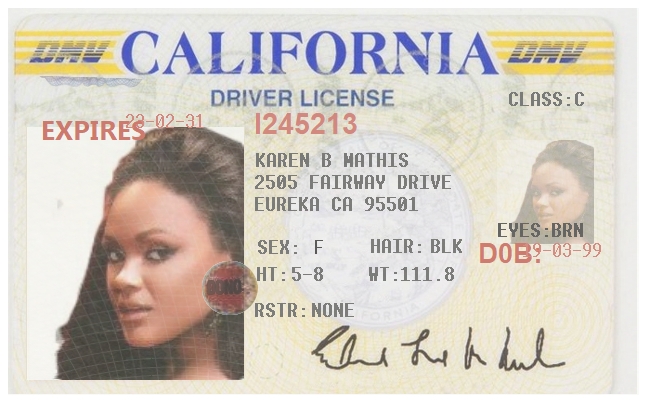 DMV CALIFORNIA DMV
DRIVER LICENSE
CLASS:C
EXPIRES 23-02-31
I245213
KAREN B MATHIS
2505 FAIRWAY DRIVE
EUREKA CA 95501
EYES:BRN
SEX: F HAIR: BLK
DOB: 9-03-99
HT:5-8 WT:111.8
RSTR: NONE